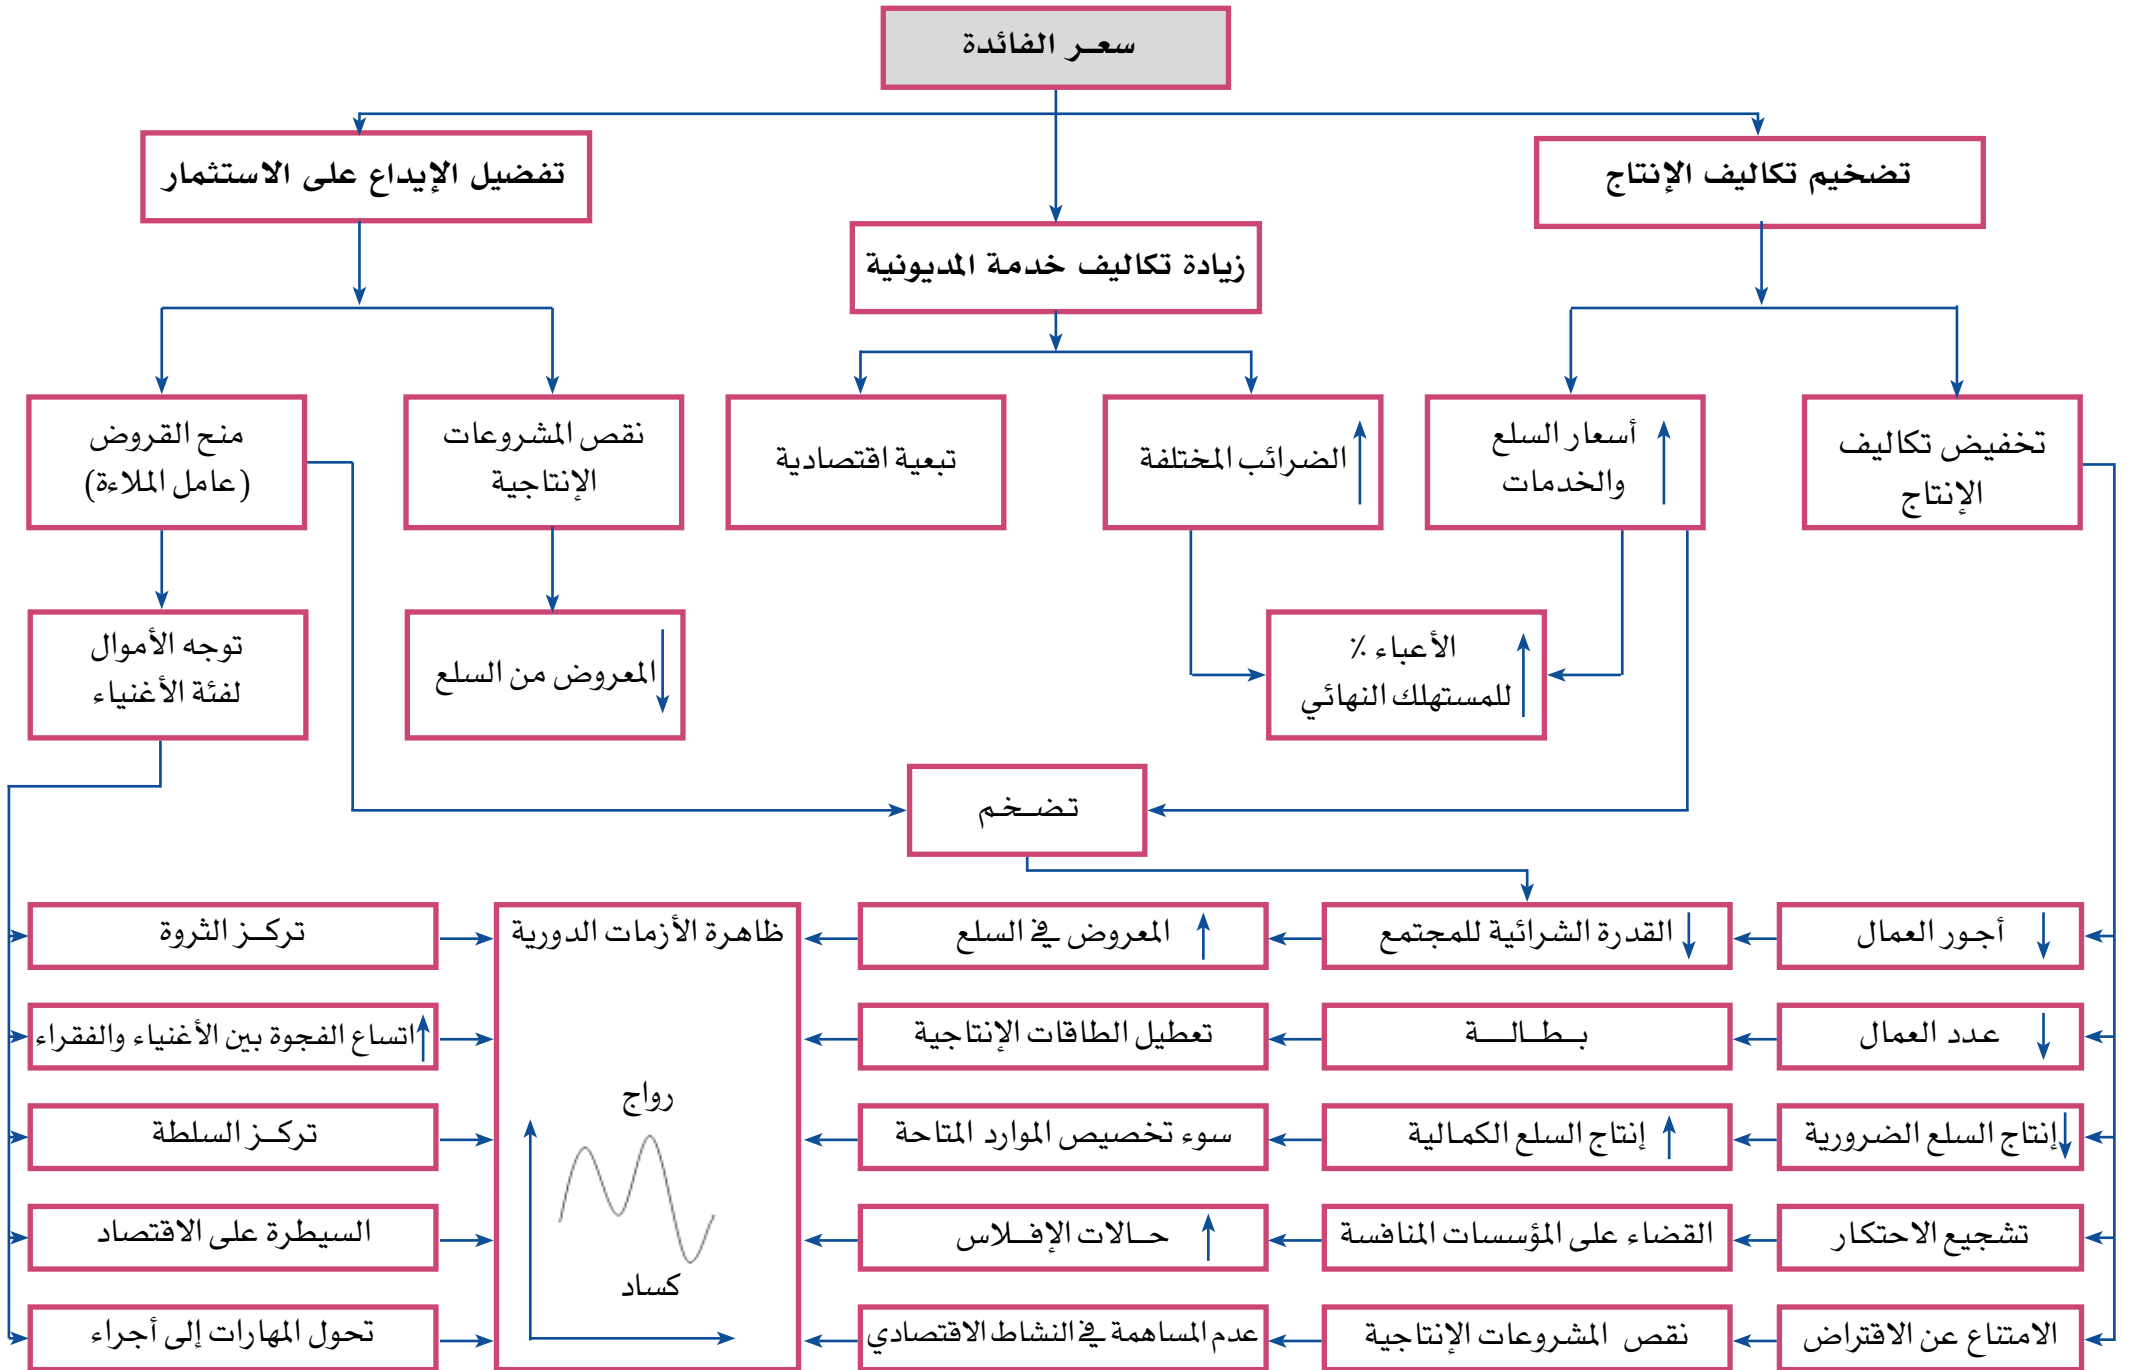 سعـر الفائدة
تضخيم تكاليف الإنتاج
زيادة تكاليف خدمة المديونية
تفضيل الإيداع على الاستثمار
تخفيض تكاليف
الإنتاج
أسعار السلع
والخدمات
الضرائب المختلفة
تبعية اقتصادية
نقص المشروعات
الإنتاجية
منح القروض
(عامل الملاءة)
الأعباء ٪
للمستهلك النهائي
المعروض من السلع
توجه الأموال
لفئة الأغنياء
تضـخم
أجور العمال
القدرة الشرائية للمجتمع
المعروض في السلع
ظاهرة الأزمات الدورية
تركـز الثروة
عدد العمال
بـطـالــة
تعطيل الطاقات الإنتاجية
اتساع الفجوة بين الأغنياء والفقراء
إنتاج السلع الضرورية
إنتاج السلع الكمالية
سوء تخصيص الموارد المتاحة
رواج
تركـز السلطة
تشجيع الاحتكار
القضاء على المؤسسات المنافسة
حـالات الإفـلاس
كساد
السيطرة على الاقتصاد
الامتناع عن الاقتراض
نقص المشروعات الإنتاجية
عدم المساهمة في النشاط الاقتصادي
تحول المهارات إلى أجراء